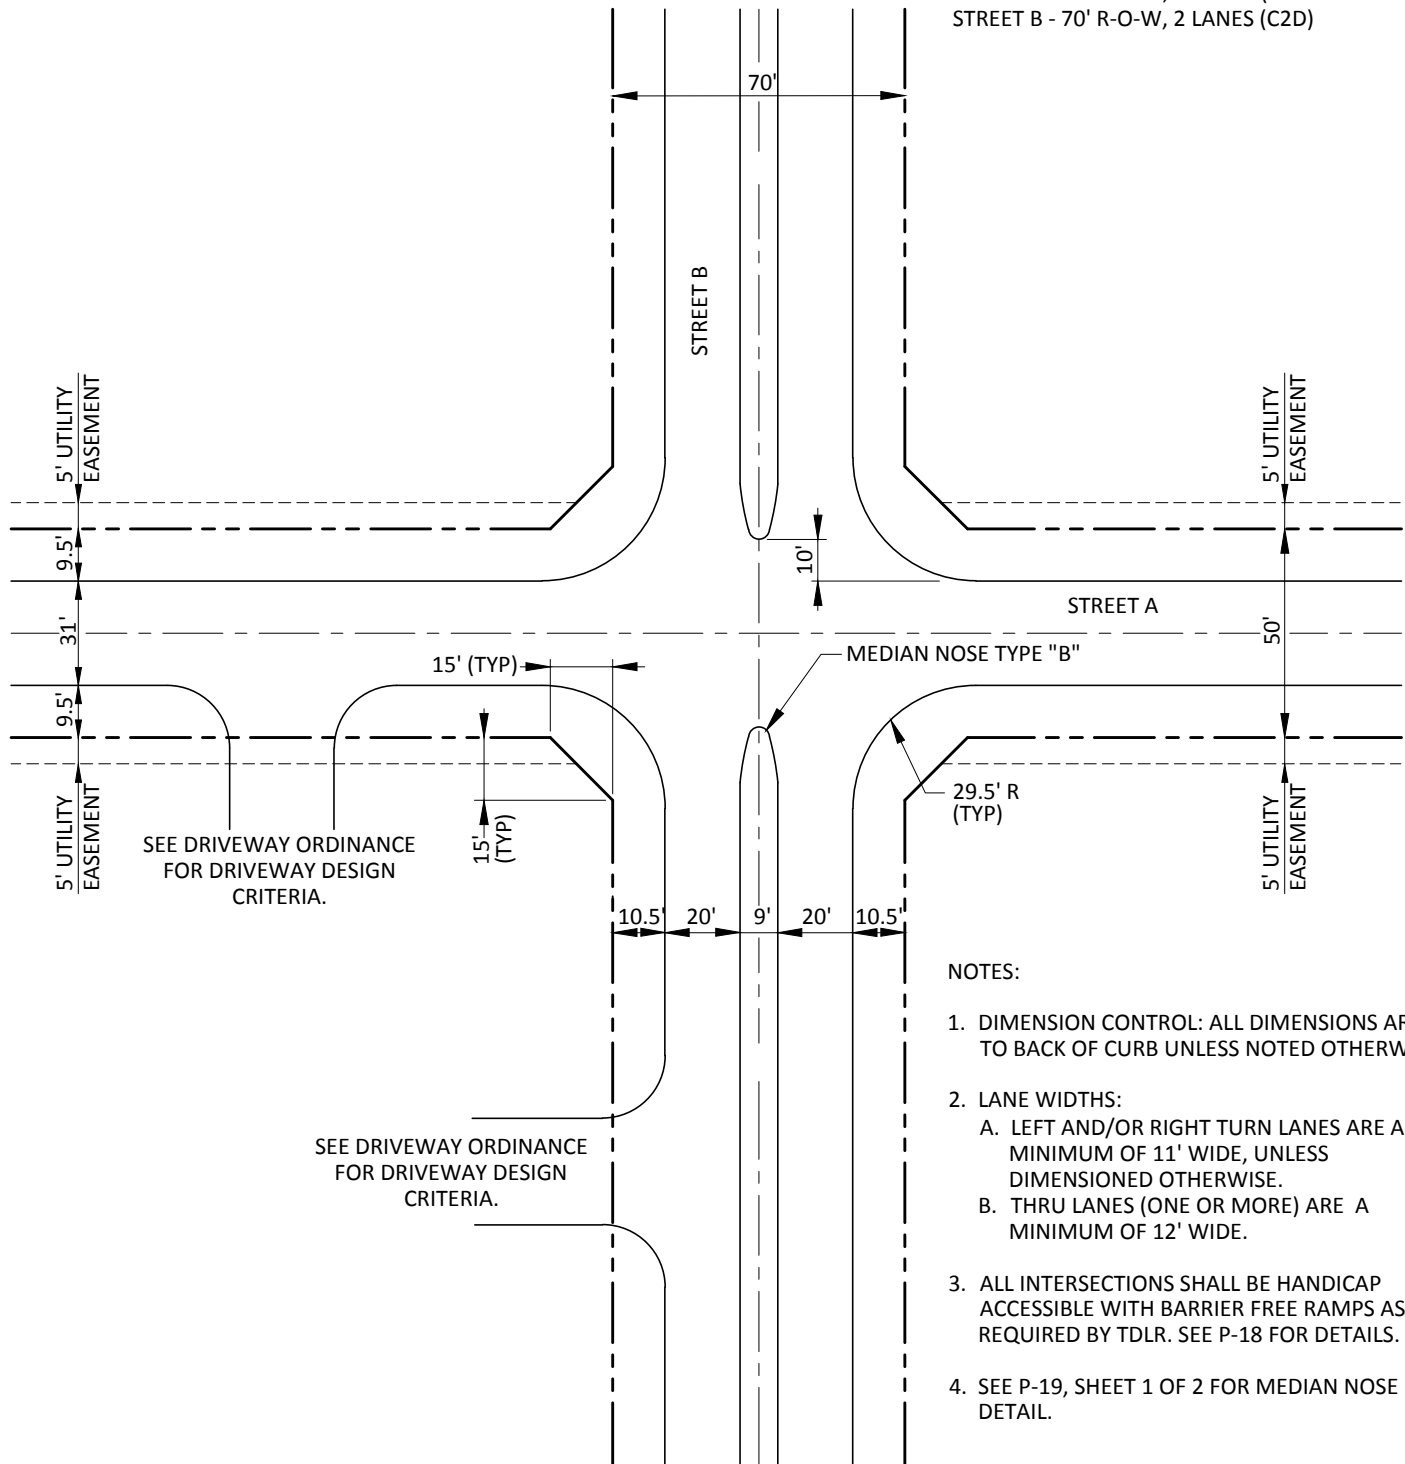 STREET B - 70' R-O-W, 2 LANES (C2D)
70'
STREET B
5' UTILITY
EASEMENT
5' UTILITY
EASEMENT
9.5'
10'
STREET A
31'
50'
15' (TYP)
MEDIAN NOSE TYPE "B"
9.5'
29.5' R
(TYP)
15'
(TYP)
5' UTILITY
EASEMENT
5' UTILITY
EASEMENT
SEE DRIVEWAY ORDINANCE
FOR DRIVEWAY DESIGN
CRITERIA.
10.5' 20' 9' 20' 10.5'
NOTES:
1. DIMENSION CONTROL: ALL DIMENSIONS
TO BACK OF CURB UNLESS NOTED
2. LANE WIDTHS:
A. LEFT AND/OR RIGHT TURN LANES ARE A
MINIMUM OF 11' WIDE, UNLESS
DIMENSIONED OTHERWISE.
B. THRU LANES (ONE OR MORE) ARE A
MINIMUM OF 12' WIDE.
SEE DRIVEWAY ORDINANCE
FOR DRIVEWAY DESIGN
CRITERIA.
3. ALL INTERSECTIONS SHALL BE HANDICAP
ACCESSIBLE WITH BARRIER FREE RAMPS AS
REQUIRED BY TDLR. SEE P-18 FOR DETAILS.
4. SEE P-19, SHEET 1 OF 2 FOR MEDIAN NOSE
DETAIL.